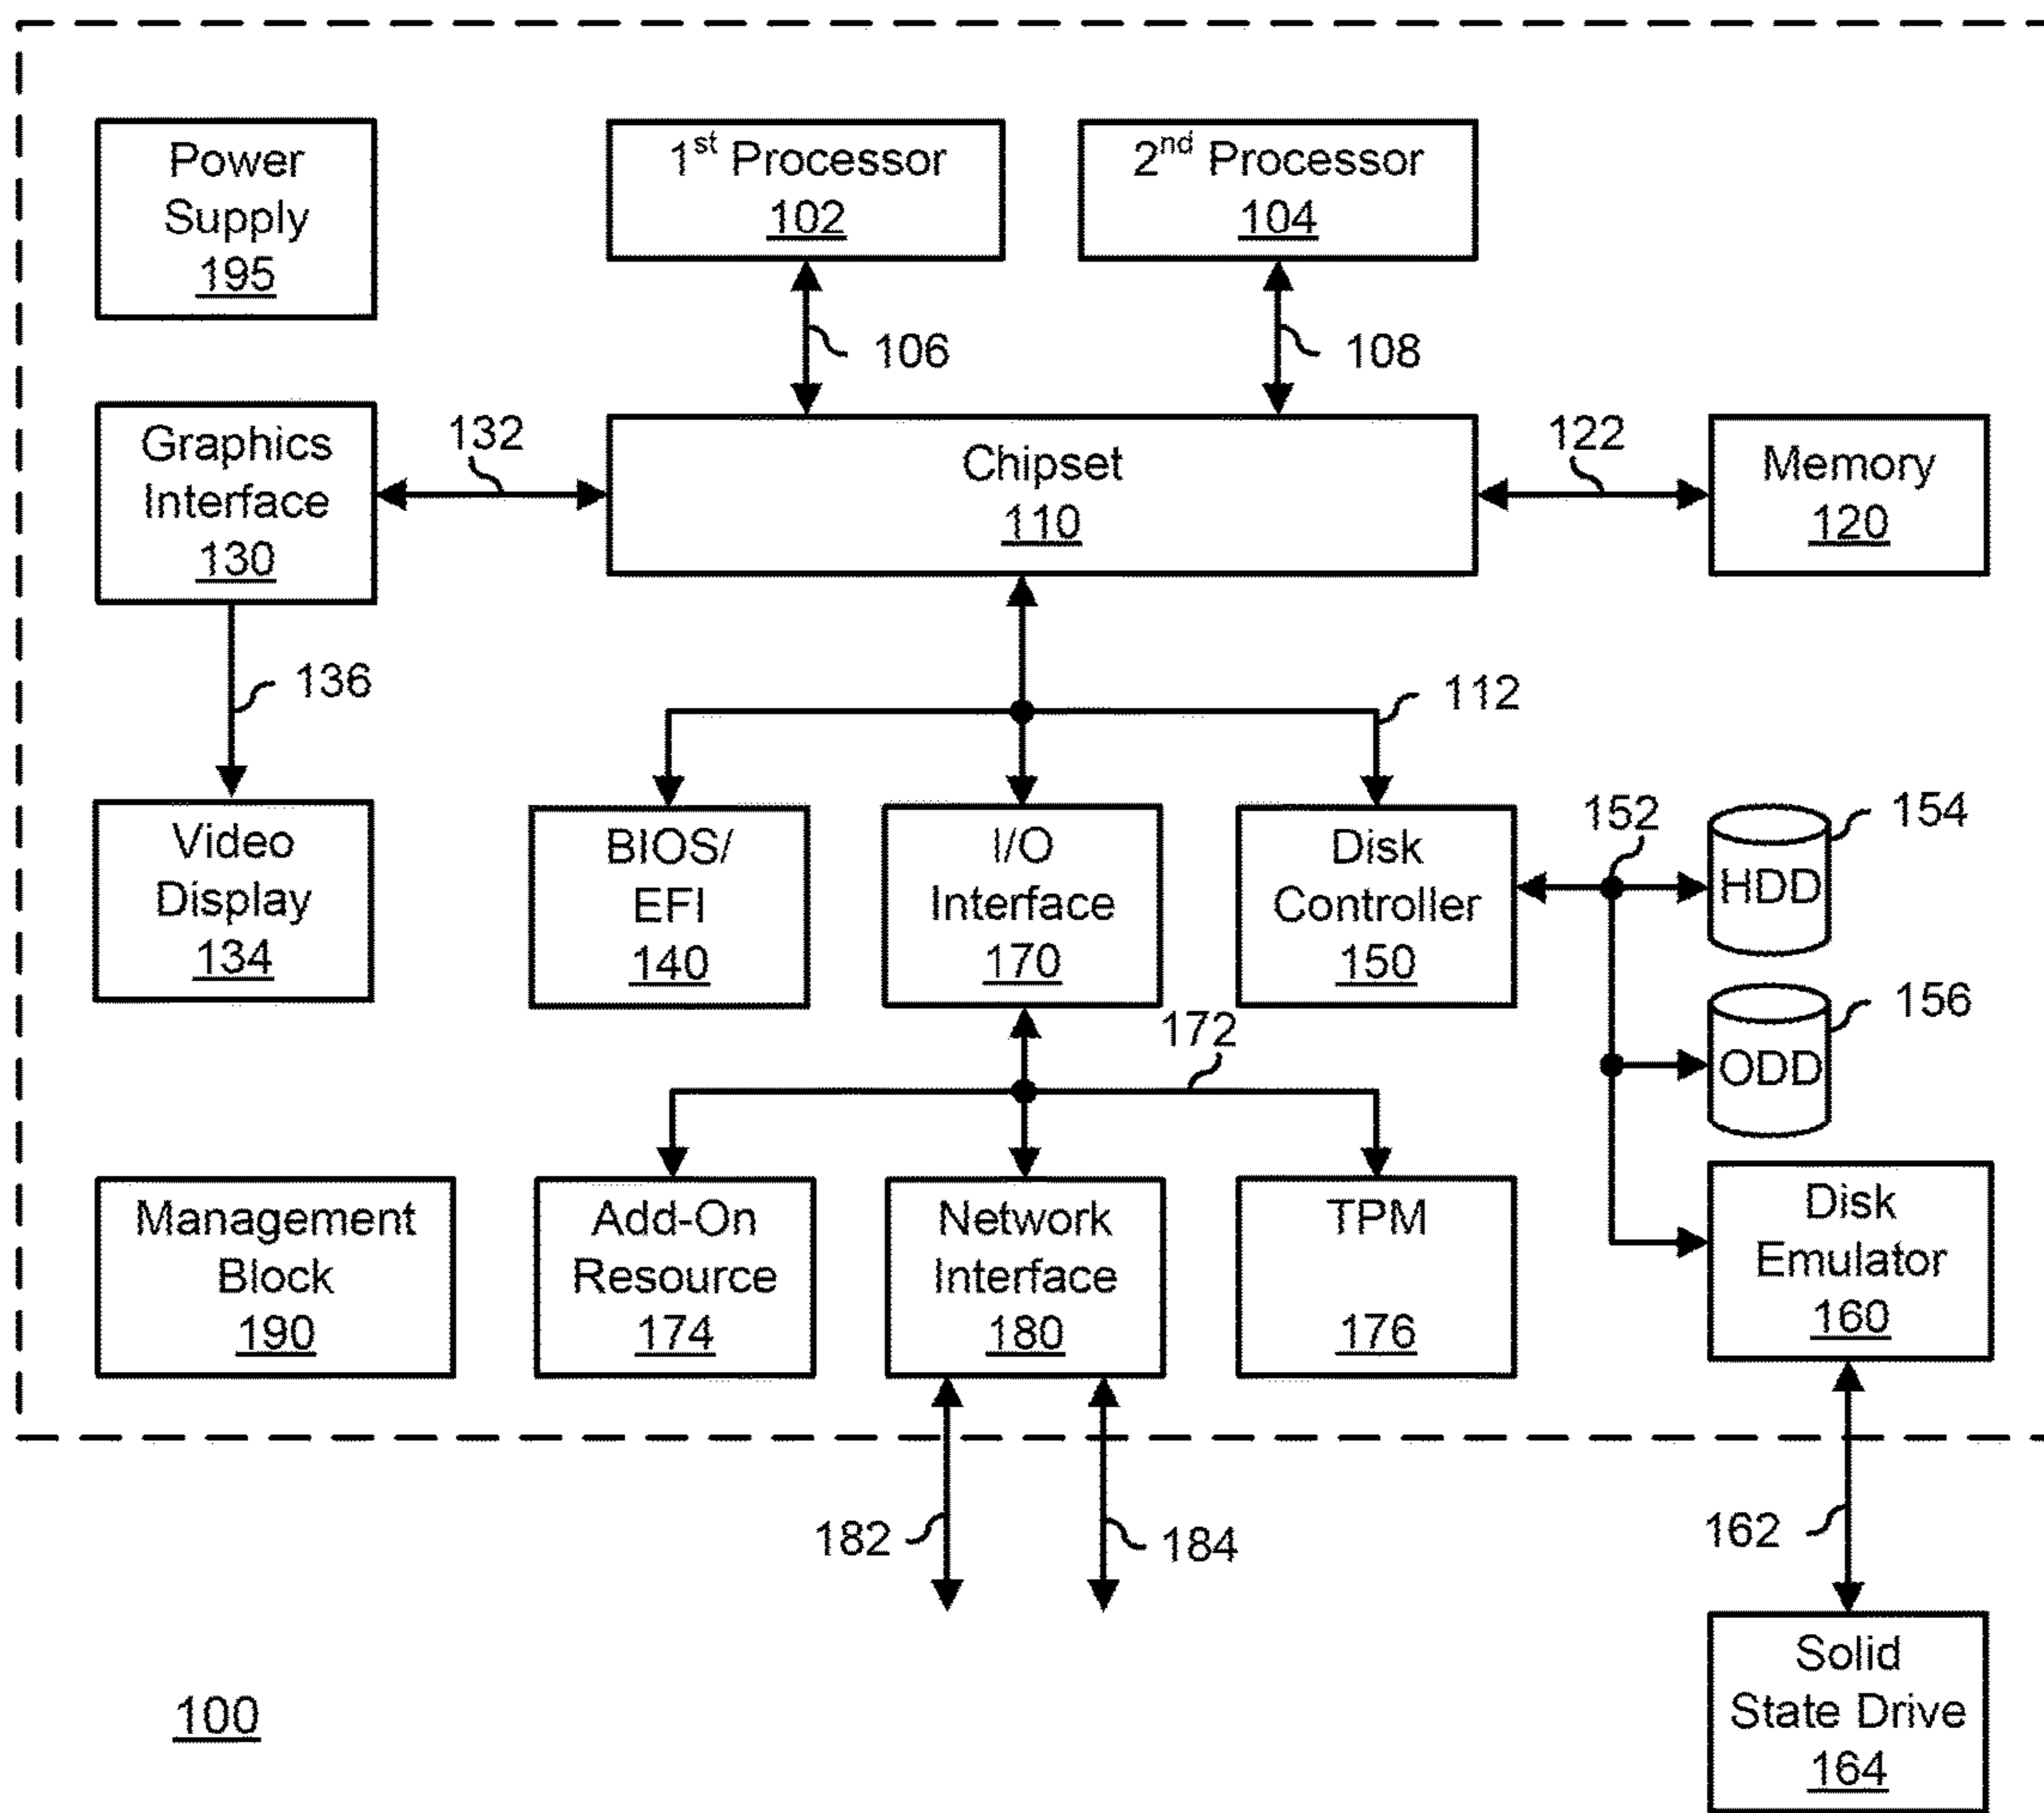 Power
Supply
195
1st Processor
102
2nd Processor
104
106
108
Graphics
Interface
130
132
Chipset
110
122
Memory
120
136
112
Video
Display
134
BIOS/
EFI
140
I/O
Interface
170
Disk
Controller
150
152
HDD
154
ODD
156
172
Management
Block
190
Add-On
Resource
174
Network
Interface
180
TPM
176
Disk
Emulator
160
182
184
162
Solid
State Drive
164
100